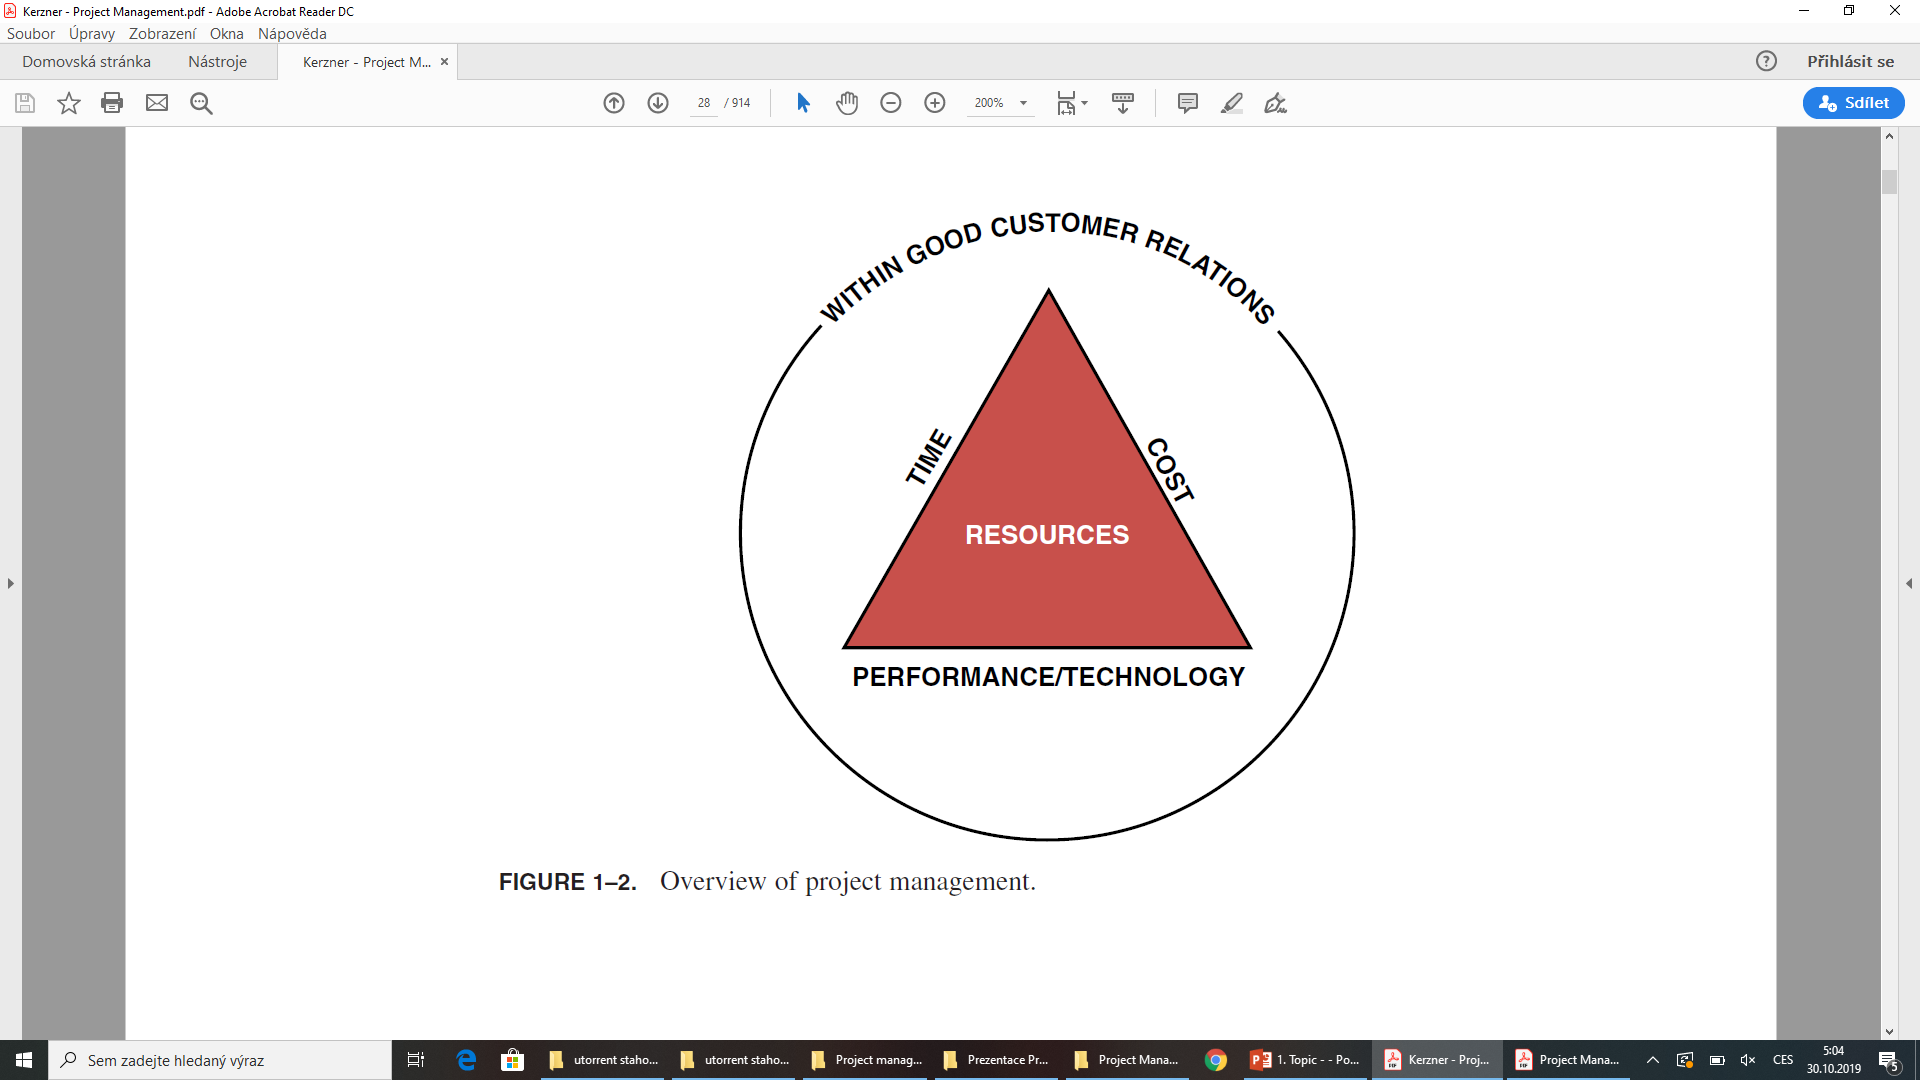 Kerzner - Project Management.pdf - Adobe Acrobat Reader DC
Soubor Úpravy Zobrazení Okna Nápověda
Domovská stránka Nástroje Kerzner - Project M... × Přihlásit se
28 / 914 200% Sdílet
WITHIN GOOD CUSTOMER RELATIONS
TIME
COST
RESOURCES
PERFORMANCE/TECHNOLOGY
FIGURE 1–2. Overview of project management.
Sem zadejte hledaný výraz utorrent staho... utorrent staho... Project manag... Prezentace Pr... Project Mana... 1. Topic - - Po... Kerzner - Proj... Project Mana... CES 5:04
30.10.2019 5